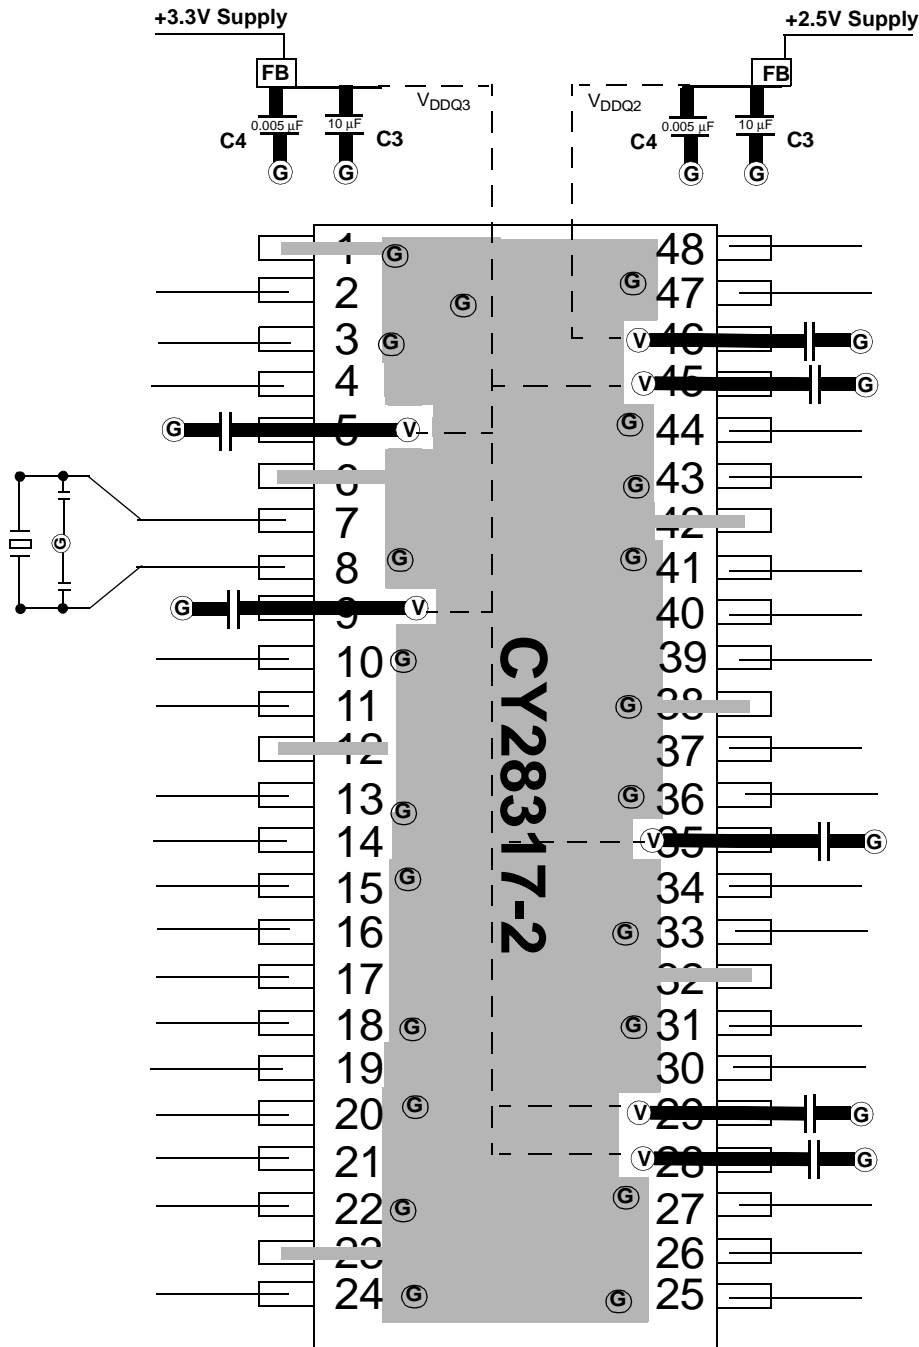 +3.3V Supply
+2.5V Supply
FB
FB
VDDQ3
VDDQ2
C4
0.005 µF
10 µF
C3
C4
0.005 µF
10 µF
C3
G
G
G
G
1
G
48
2
G
G
47
3
G
V
46
G
4
V
45
G
G
5
V
G
44
6
G
43
7
42
G
8
G
G
41
G
9
V
40
10
G
39
11
G
38
12
37
13
G
G
36
14
V
35
G
15
G
34
16
G
33
17
32
18
G
G
31
19
30
20
G
V
29
G
21
V
28
G
22
G
G
27
23
26
24
G
G
25
CY28317-2